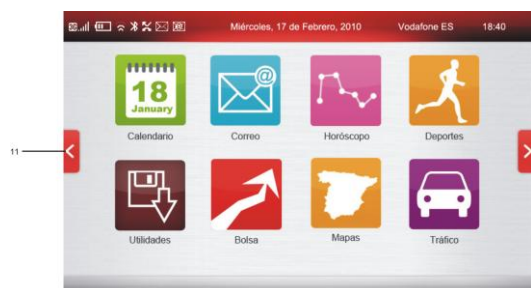 Miércoles, 17 de Febrero, 2010 Vodafone ES 18:40
18
January
@
Calendario Correo Horóscopo Deportes
11
Utilidades Bolsa Mapas Tráfico